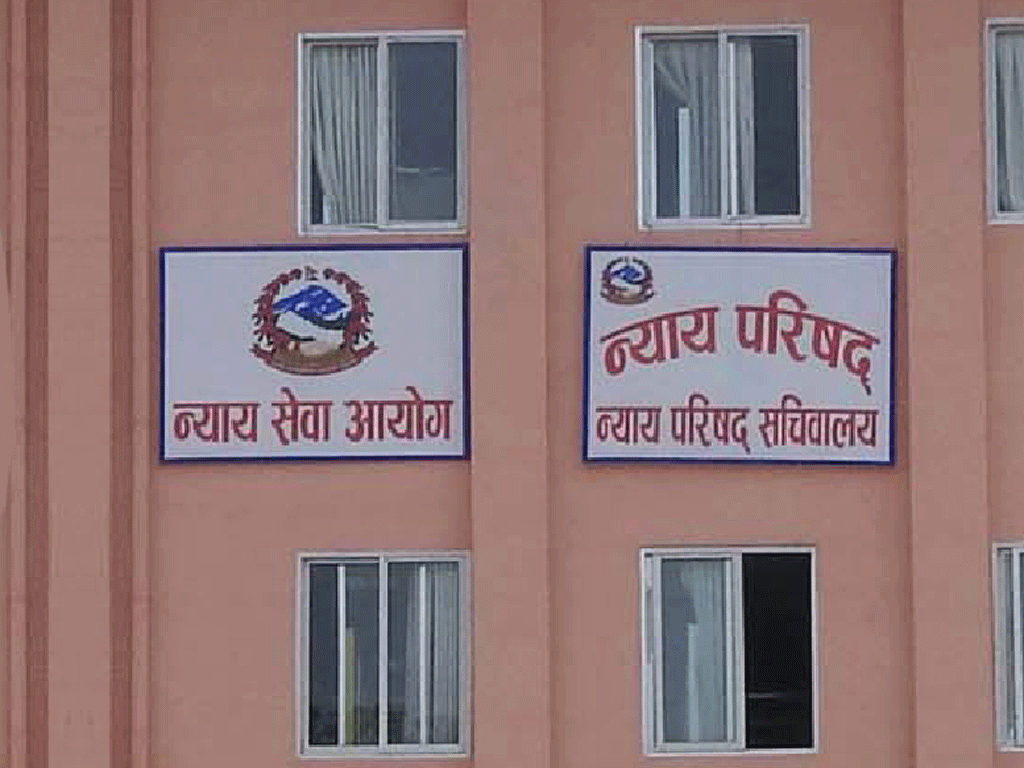 न्याय सेवा आयोग
न्याय परिषद्
न्याय परिषद् सचिवालय